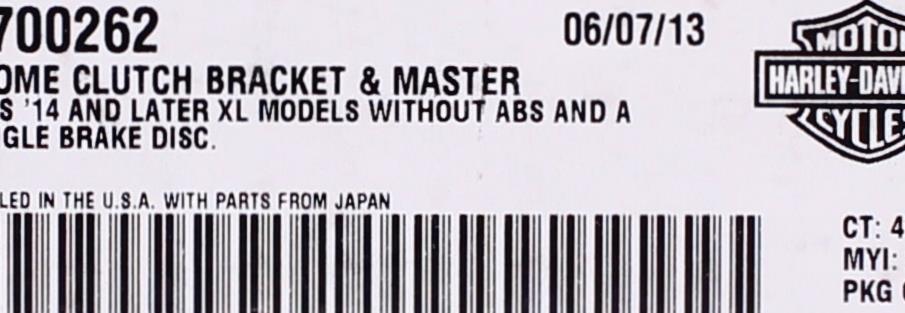 700262 06/07/13
OME CLUTCH BRACKET & MASTER
S '14 AND LATER XL MODELS WITHOUT ABS AND A
GLE BRAKE DISC.
LED IN THE U.S.A. WITH PARTS FROM JAPAN
MOTOR
HARLEY-DAVI
CYCLES
CT: 4
MYI:
PKG